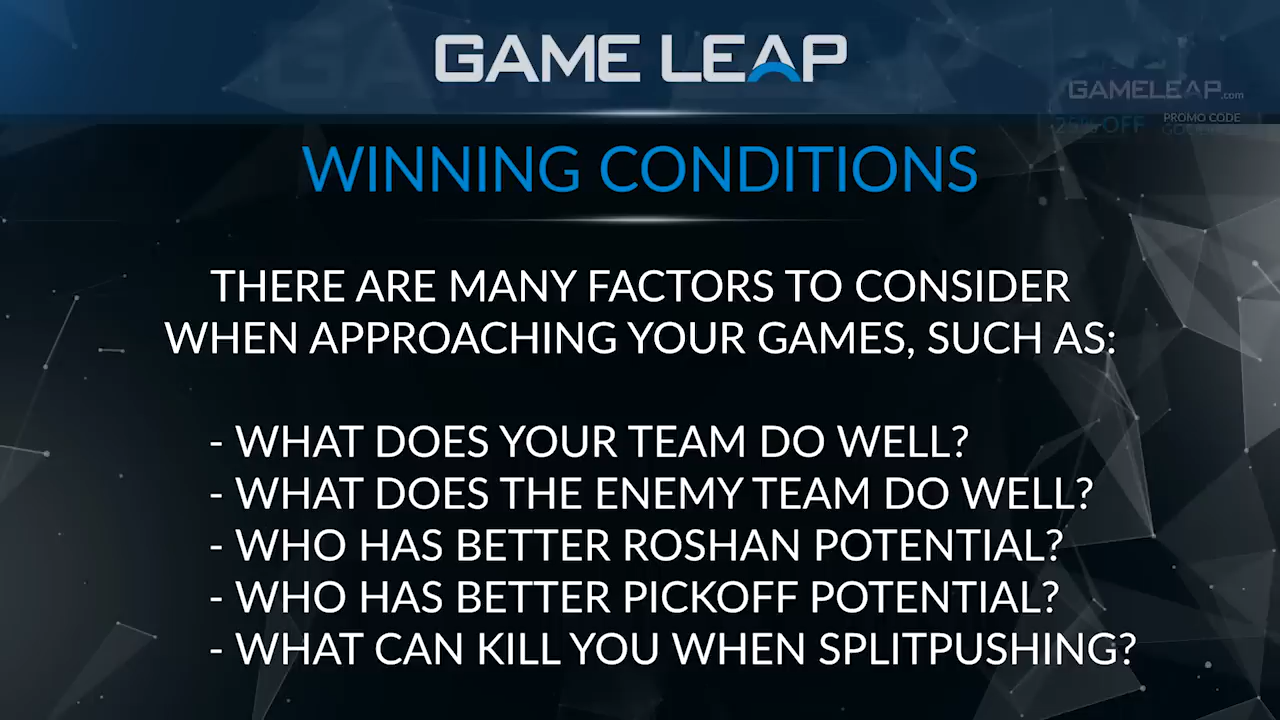 GAME LEAP
GAMELEAP.com
25% OFF
PROMO CODE
WINNING CONDITIONS
THERE ARE MANY FACTORS TO CONSIDER
WHEN APPROACHING YOUR GAMES, SUCH AS:
- WHAT DOES YOUR TEAM DO WELL?
- WHAT DOES THE ENEMY TEAM DO WELL?
- WHO HAS BETTER ROSHAN POTENTIAL?
- WHO HAS BETTER PICKOFF POTENTIAL?
- WHAT CAN KILL YOU WHEN SPLITPUSHING?